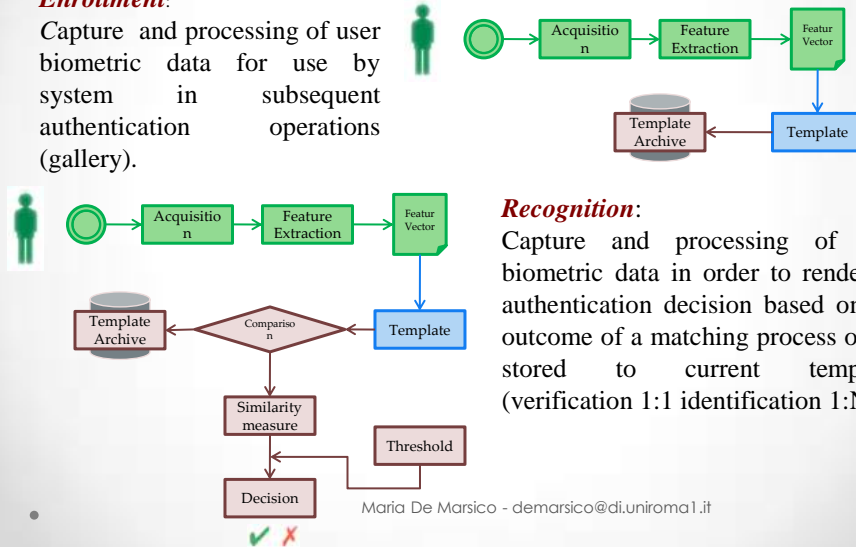 Enrollment:
Capture and processing of user
biometric data for use by
system in subsequent
authentication operations
(gallery).
Acquisitio
n
Feature
Extraction
Featur
Vector
Template
Archive
Template
Acquisitio
n
Feature
Extraction
Featur
Vector
Template
Archive
Compariso
n
Template
Similarity
measure
Threshold
Decision
Recognition:
Capture and processing of
biometric data in order to rende
authentication decision based on
outcome of a matching process o
stored to current temp
(verification 1:1 identification 1:N
Maria De Marsico - demarsico@di.uniroma1.it